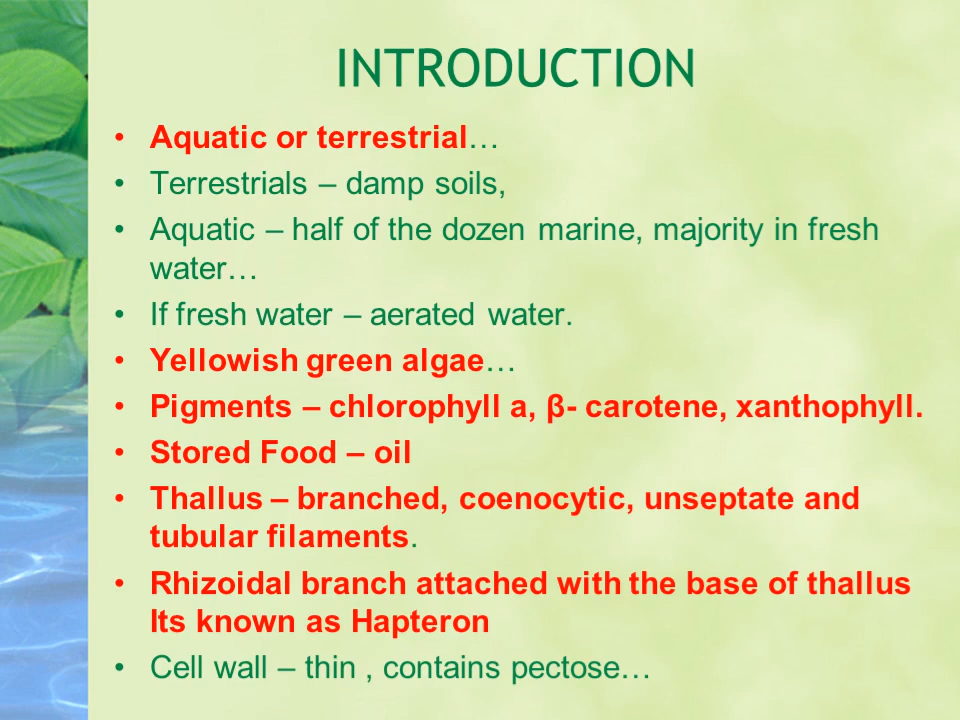 INTRODUCTION
• Aquatic or terrestrial…
• Terrestrials – damp soils,
• Aquatic – half of the dozen marine, majority in fresh
water…
• If fresh water – aerated water.
• Yellowish green algae…
• Pigments – chlorophyll a, β- carotene, xanthophyll.
• Stored Food – oil
• Thallus – branched, coenocytic, unseptate and
tubular filaments.
• Rhizoidal branch attached with the base of thallus
Its known as Hapteron
• Cell wall – thin , contains pectose…